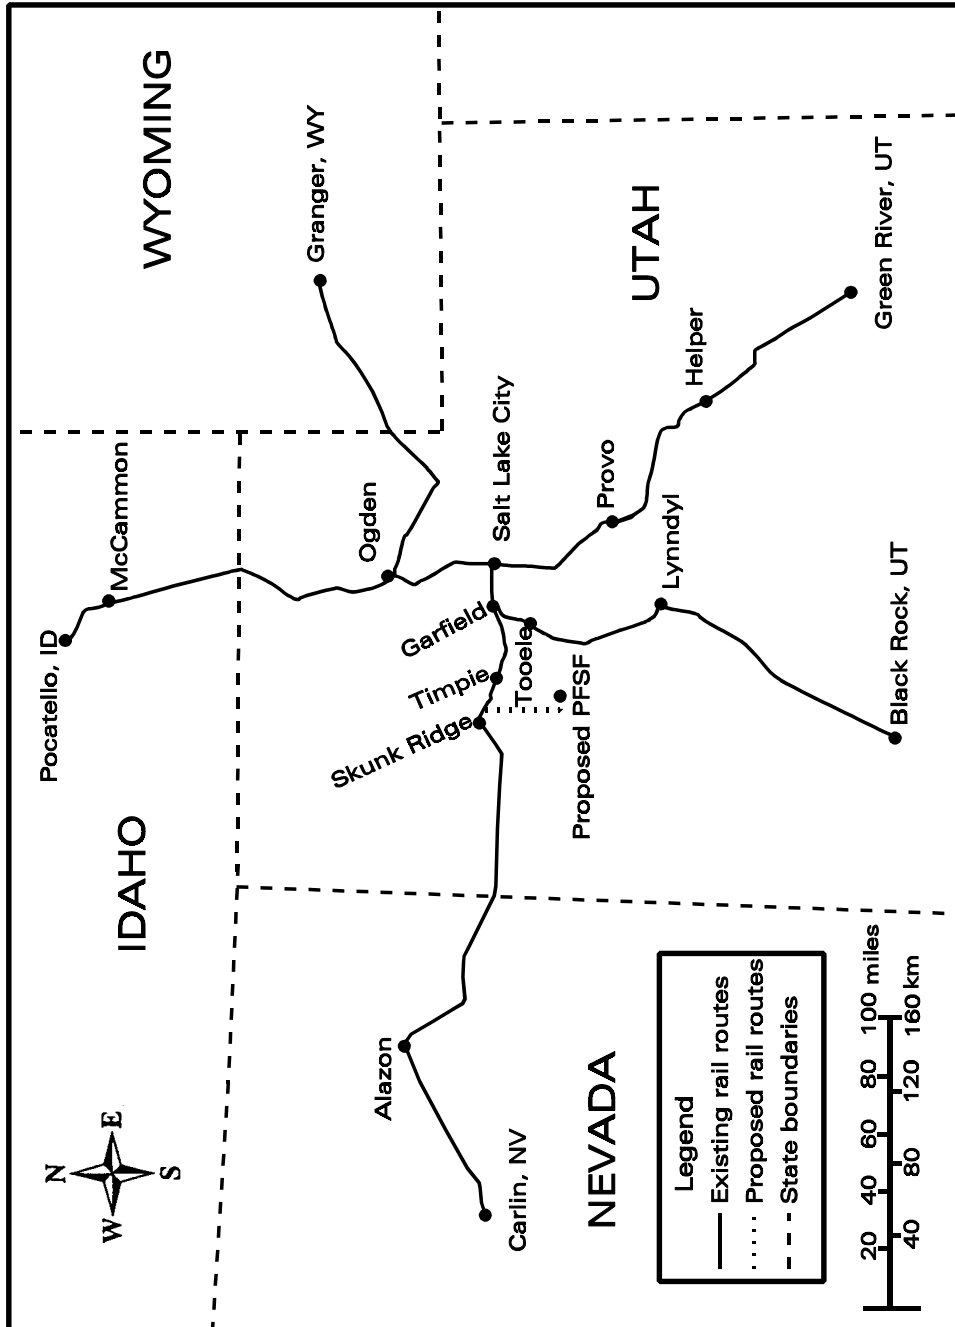 WYOMING
Granger, WY
UTAH
Green River, UT
McCammon
Ogden
Salt Lake City
Provo
Helper
Lynndyl
Pocatello, ID
Garfield
Timpie
Tooele
Skunk Ridge
Proposed PFSF
Black Rock, UT
IDAHO
Alazon
Carlin, NV
NEVADA
N
E
S
W
Legend
Existing rail routes
Proposed rail routes
State boundaries
20 40 60 80 100 miles
40 80 120 160 km